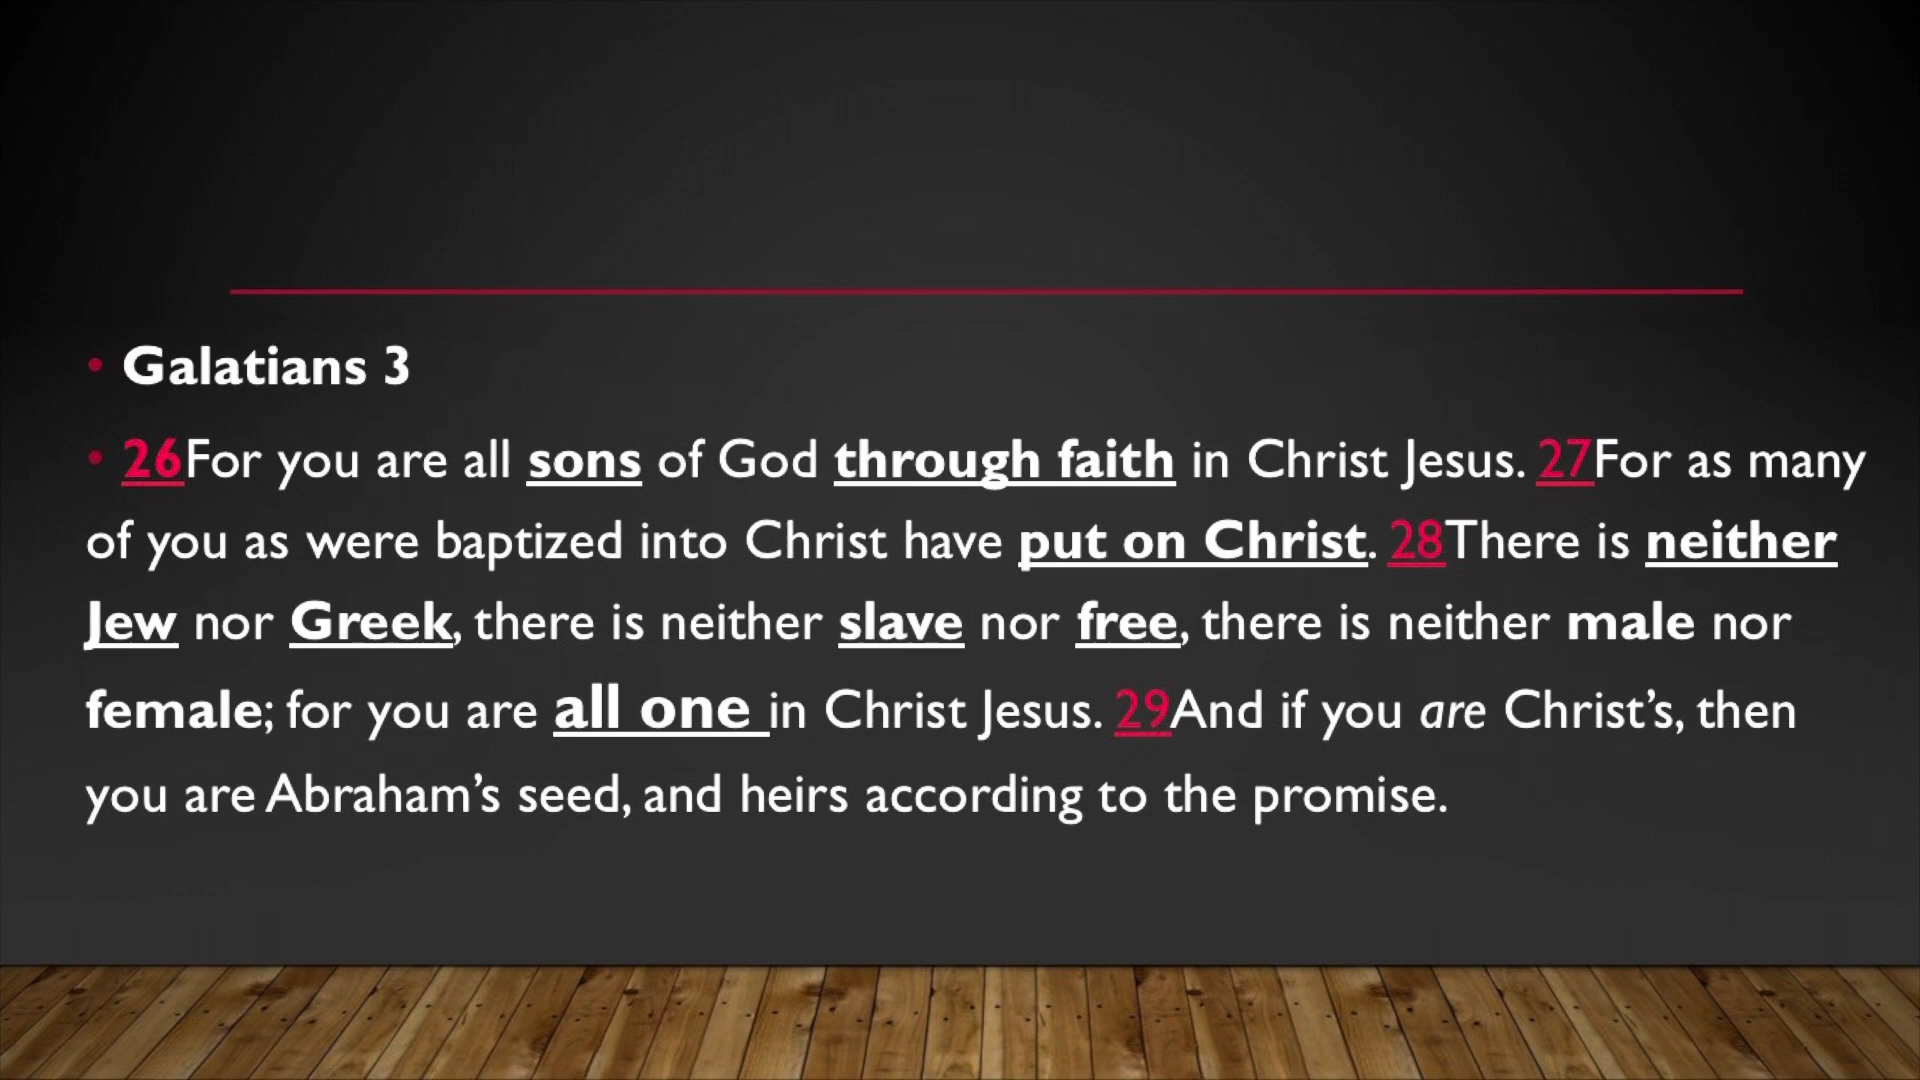 • Galatians 3
• 26For you are all sons of God through faith in Christ Jesus. 27For as many
of you as were baptized into Christ have put on Christ. 28There is neither
Jew nor Greek, there is neither slave nor free, there is neither male nor
female; for you are all one in Christ Jesus. 29And if you are Christ’s, then
you are Abraham’s seed, and heirs according to the promise.